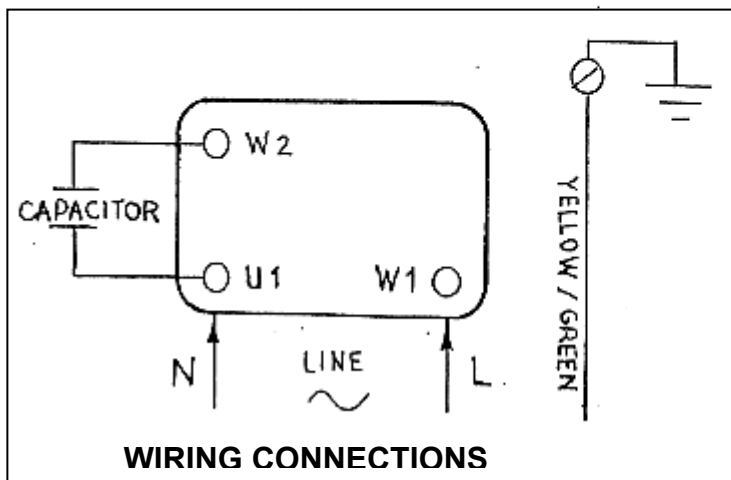 W2
CAPACITOR
U1 W1
N LINE L
YELLOW / GREEN
WIRING CONNECTIONS